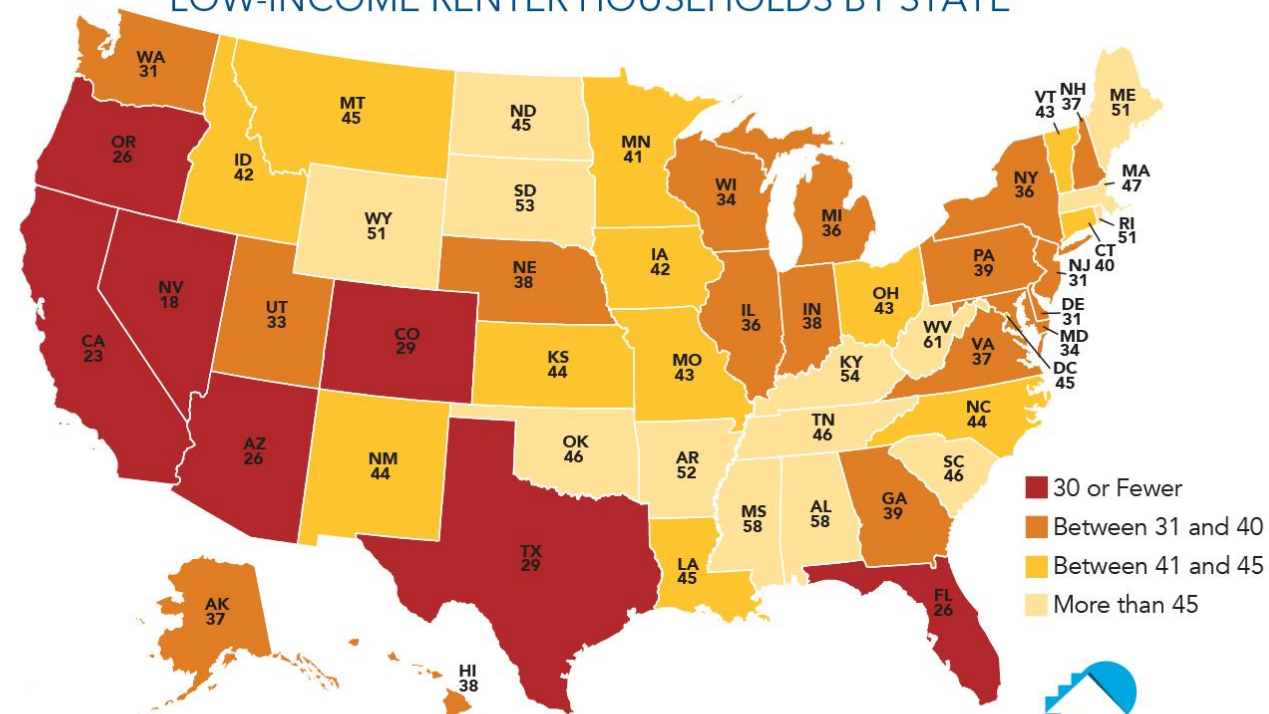 LOW-INCOME RENTER HOUSEHOLDS BY STATE
WA
31
OR
26
CA
23
NV
18
ID
42
MT
45
WY
51
UT
33
CO
29
AZ
26
NM
44
ND
45
SD
53
NE
38
KS
44
OK
46
TX
29
MN
41
IA
42
MO
43
AR
52
LA
45
WI
34
IL
36
MI
36
IN
38
OH
43
KY
54
TN
46
MS
58
AL
58
GA
39
FL
26
SC
46
NC
44
VA
37
WV
61
PA
39
NY
36
VT
43
NH
37
ME
51
MA
47
RI
51
CT
40
NJ
31
DE
31
MD
34
DC
45
AK
37
HI
38
30 or Fewer
Between 31 and 40
Between 41 and 45
More than 45